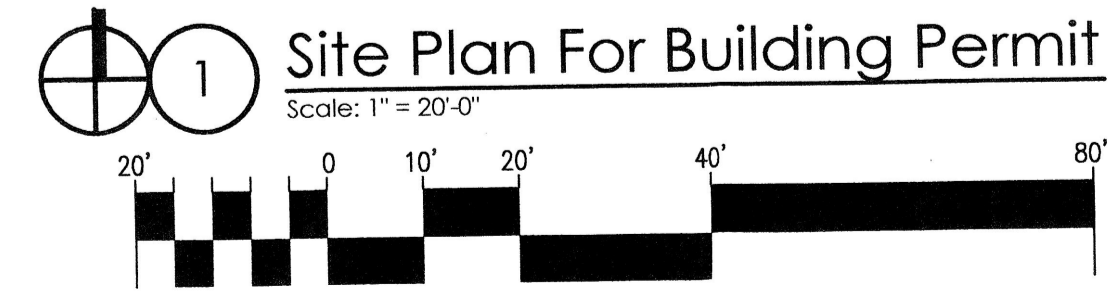 1
Site Plan For Building Permit
Scale: 1" = 20'-0"
20' 0 10' 20' 40' 80'